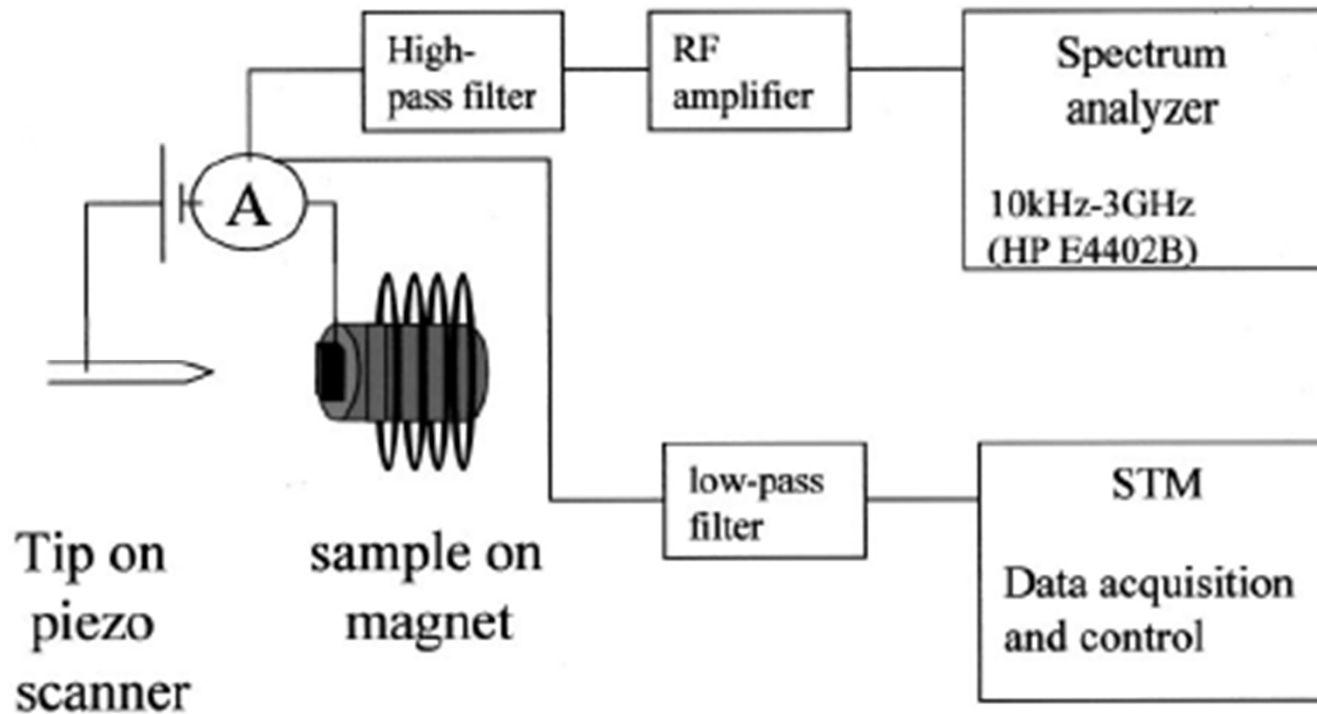 High-
pass filter
RF
amplifier
Spectrum
analyzer
10kHz-3GHz
(HP E4402B)
A
low-pass
filter
STM
Data acquisition
and control
Tip on
piezo
scanner
sample on
magnet